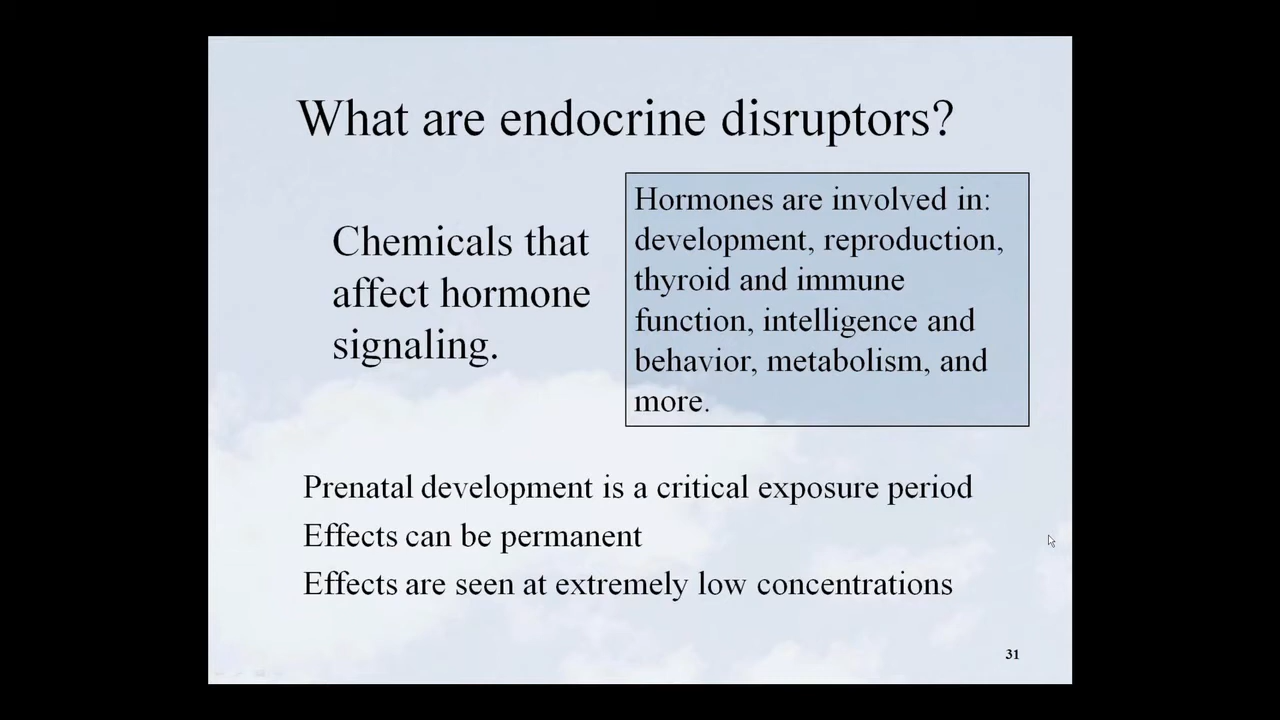 What are endocrine disruptors?
Chemicals that
affect hormone
signaling.
Hormones are involved in:
development, reproduction,
thyroid and immune
function, intelligence and
behavior, metabolism, and
more.
Prenatal development is a critical exposure period
Effects can be permanent
Effects are seen at extremely low concentrations
31